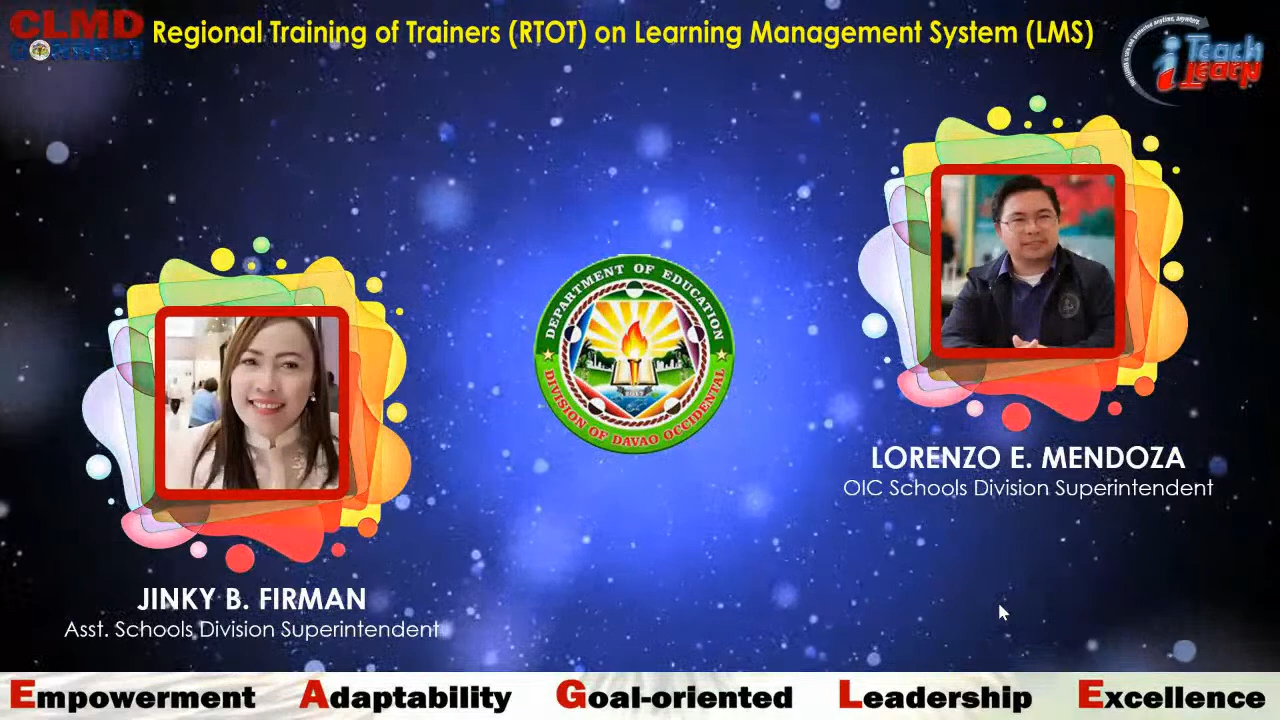 CLMD
CONNECT
Regional Training of Trainers (RTOT) on Learning Management System (LMS)
iTeach
iLearn
DEPARTMENT OF EDUCATION
DIVISION OF DAVAO OCCIDENTAL
LORENZO E. MENDOZA
OIC Schools Division Superintendent
JINKY B. FIRMAN
Asst. Schools Division Superintendent
Empowerment Adaptability Goal-oriented Leadership Excellence